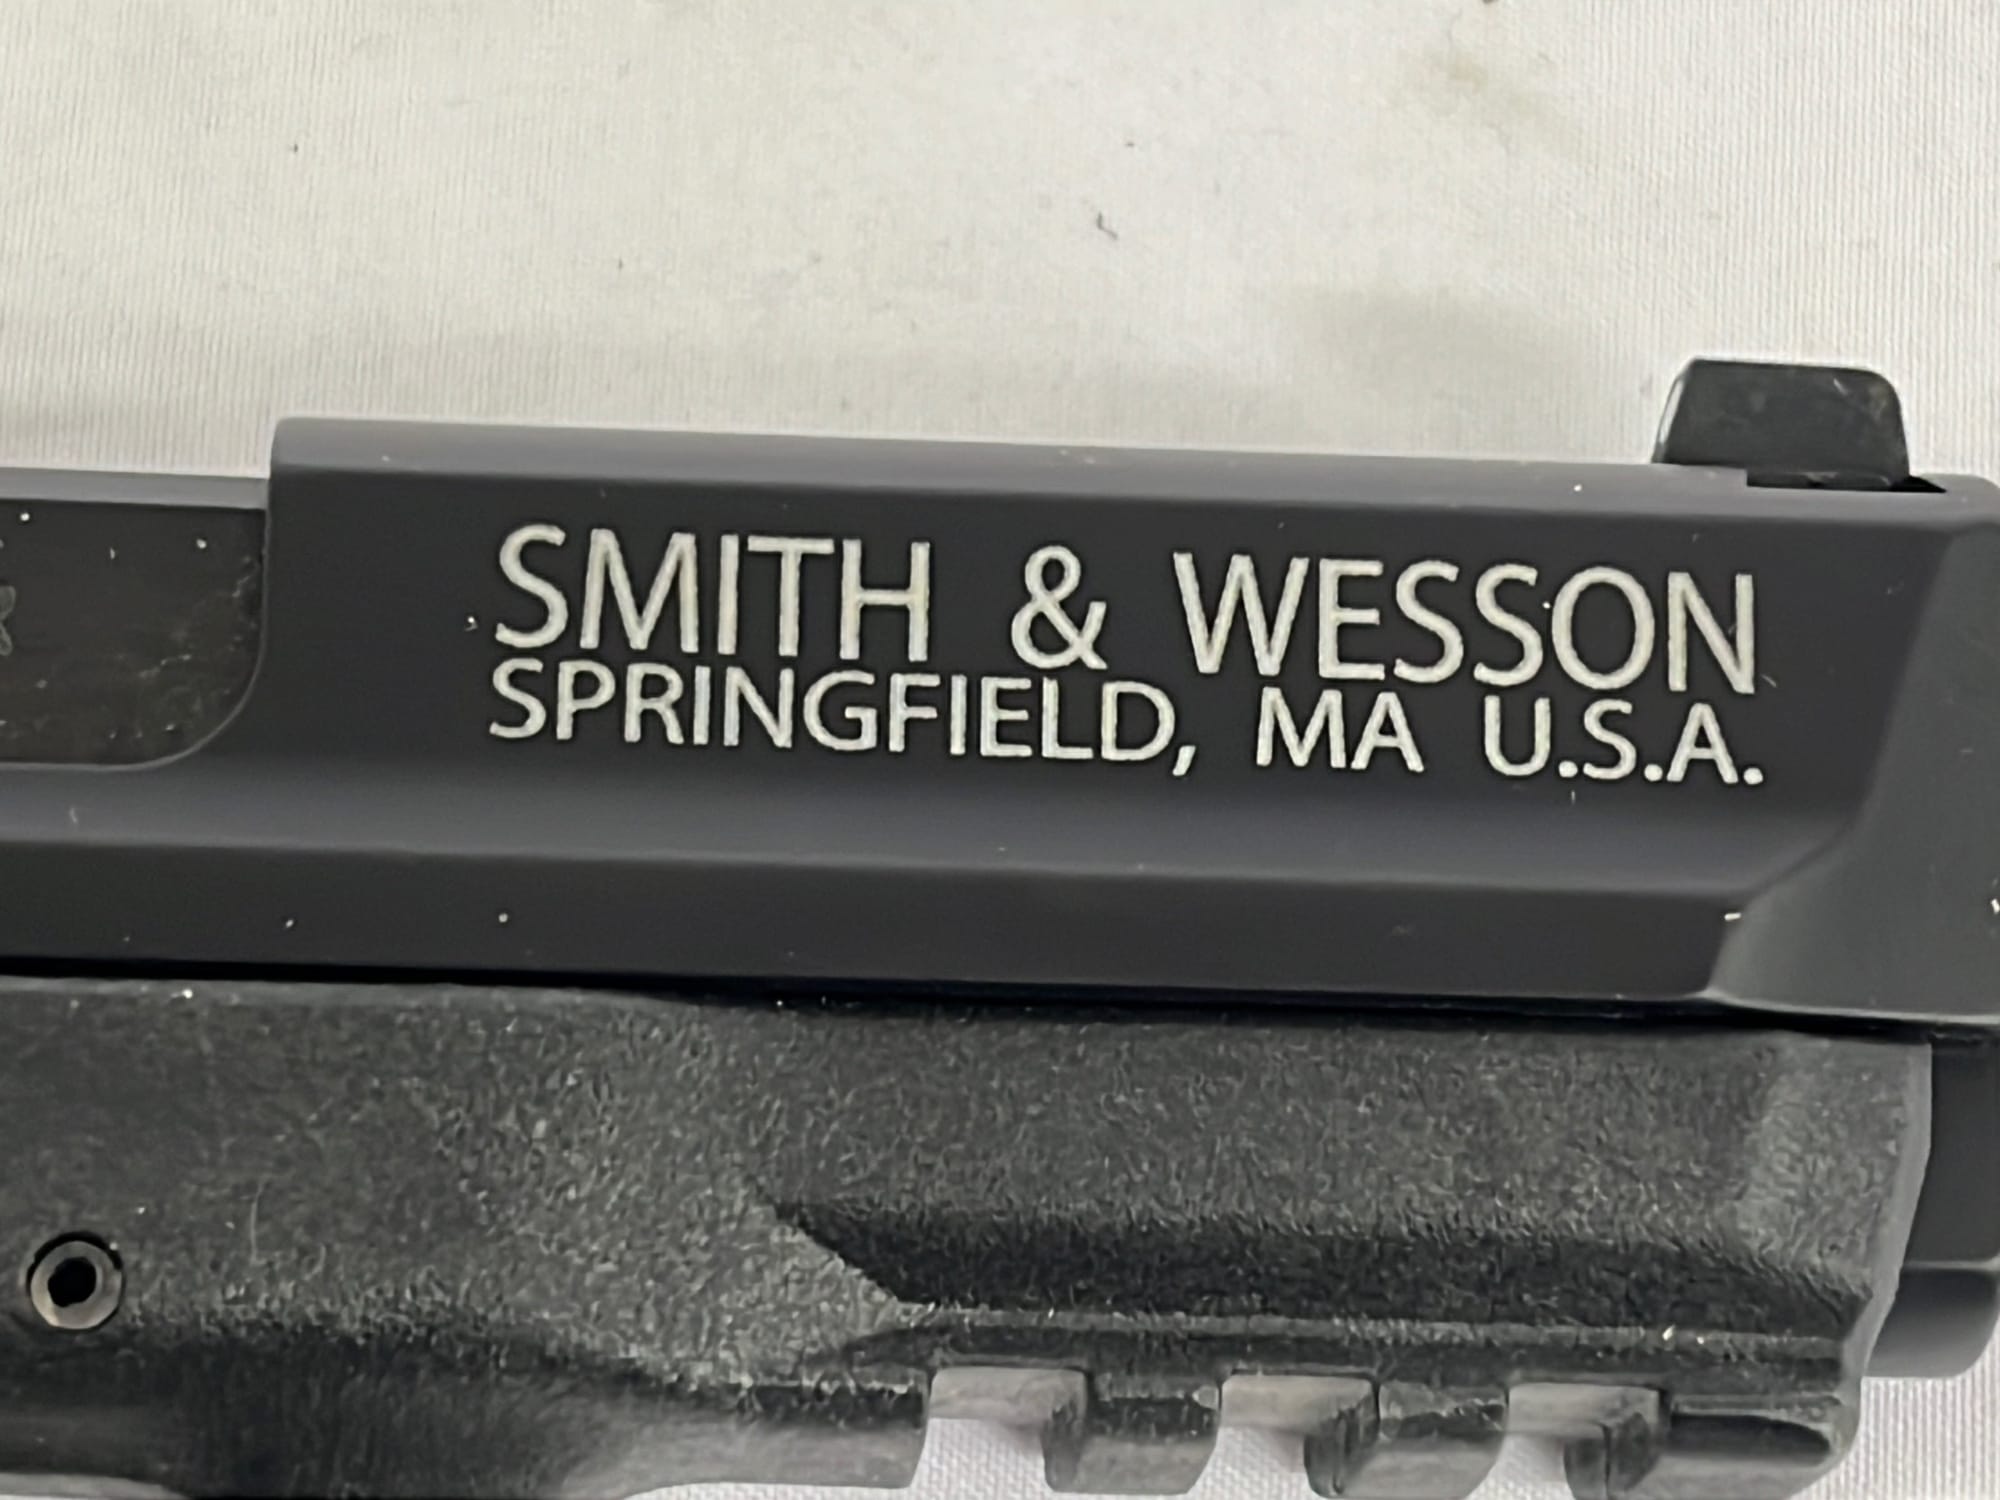 SMITH & WESSON
SPRINGFIELD, MA U.S.A.